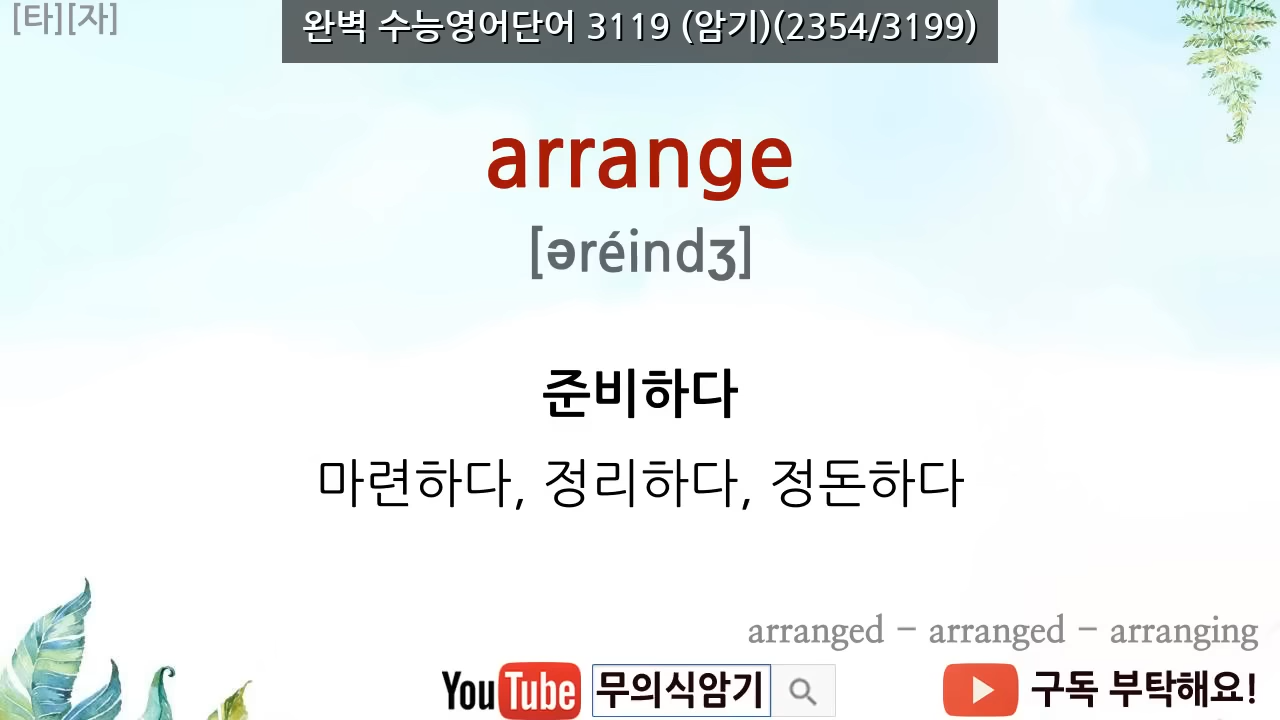 [타][자]
완벽 수능영어단어 3119 (암기)(2354/3199)
arrange
[əréindʒ]
준비하다
마련하다, 정리하다, 정돈하다
arranged - arranged - arranging
YouTube 무의식암기
구독 부탁해요!